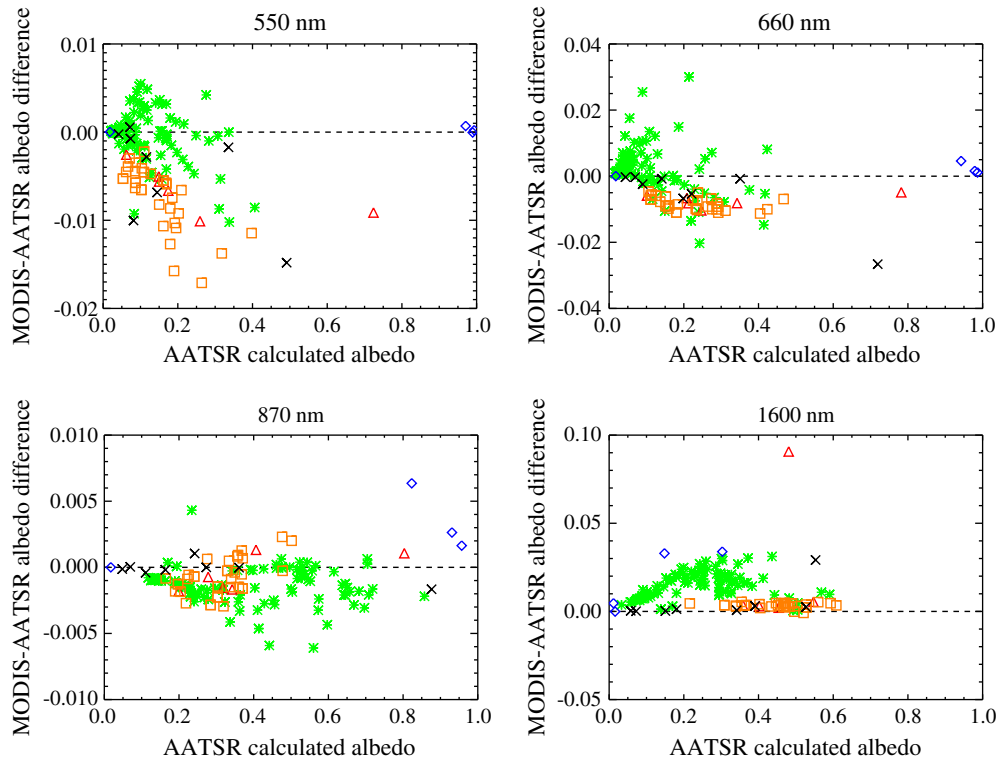 550 nm
MODIS-AATSR albedo difference
0.01
0.00
-0.01
-0.02
0.0 0.2 0.4 0.6 0.8 1.0
AATSR calculated albedo
660 nm
MODIS-AATSR albedo difference
0.04
0.02
0.00
-0.02
-0.04
0.0 0.2 0.4 0.6 0.8 1.0
AATSR calculated albedo
870 nm
MODIS-AATSR albedo difference
0.010
0.005
0.000
-0.005
-0.010
0.0 0.2 0.4 0.6 0.8 1.0
AATSR calculated albedo
1600 nm
MODIS-AATSR albedo difference
0.10
0.05
0.00
-0.05
0.0 0.2 0.4 0.6 0.8 1.0
AATSR calculated albedo